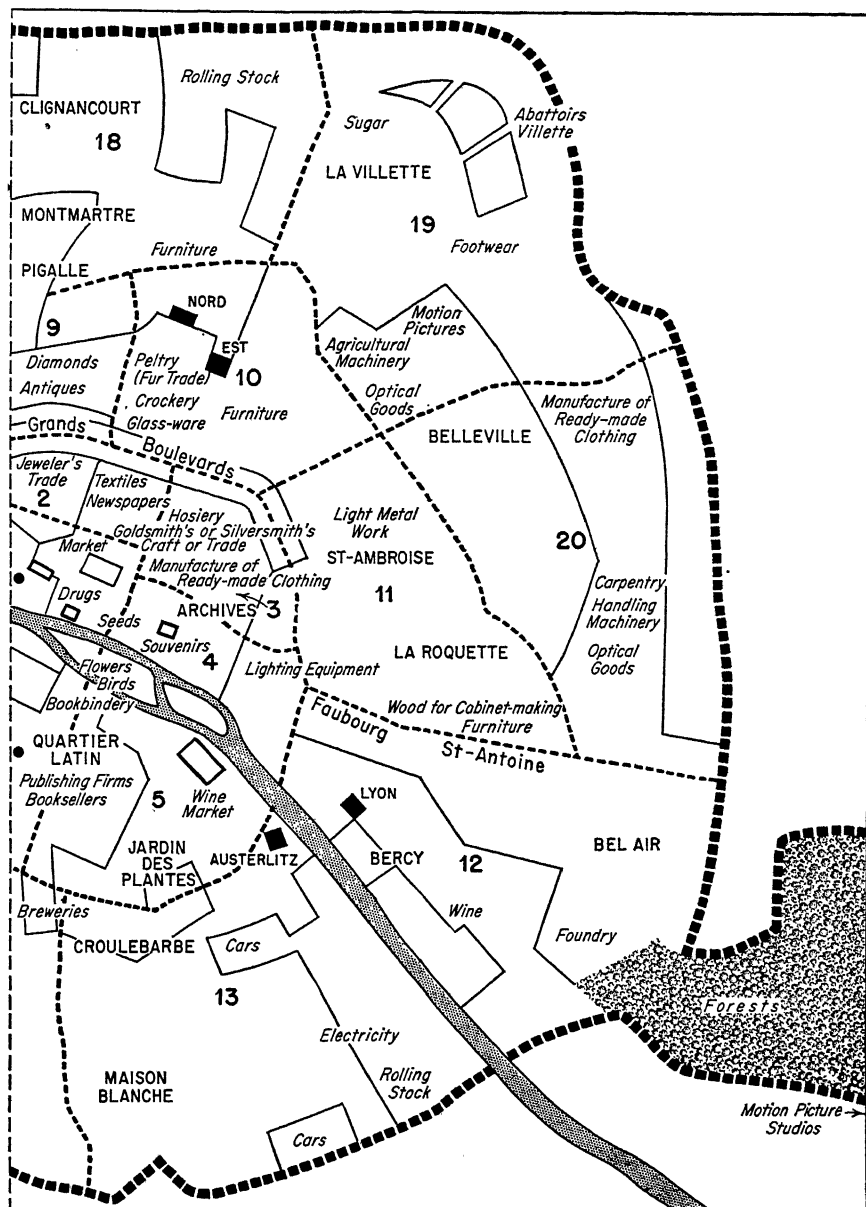 Rolling Stock
CLIGNANCOURT
18
Sugar
Abattoirs
Villette
LA VILLETTE
19
MONTMARTRE
Furniture
Footwear
PIGALLE
NORD
9
EST
Motion
Pictures
Agricultural
Machinery
Diamonds
Antiques
Peltry
(Fur Trade)
10
Crockery
Glass-ware
Furniture
Optical
Goods
Manufacture of
Ready-made
Clothing
BELLEVILLE
Grands
Boulevards
Jeweler's
Trade
2
Textiles
Newspapers
Hosiery
Goldsmith's or Silversmith's
Craft or Trade
Light Metal
Work
ST-AMBROISE
11
20
Market
Manufacture of
Ready-made Clothing
ARCHIVES
3
Drugs
Seeds
Souvenirs
4
Carpentry
Handling
Machinery
Optical
Goods
LA ROQUETTE
Lighting Equipment
Flowers
Birds
Bookbindery
Wood for Cabinet-making
Furniture
Faubourg
St-Antoine
QUARTIER
LATIN
Publishing Firms
Booksellers
5
Wine
Market
LYON
JARDIN
DES
PLANTES
AUSTERLITZ
BERCY
12
BEL AIR
Breweries
Wine
Foundry
CROULEBARBE
Cars
13
Forests
Electricity
MAISON
BLANCHE
Rolling
Stock
Cars
Motion Picture
Studios